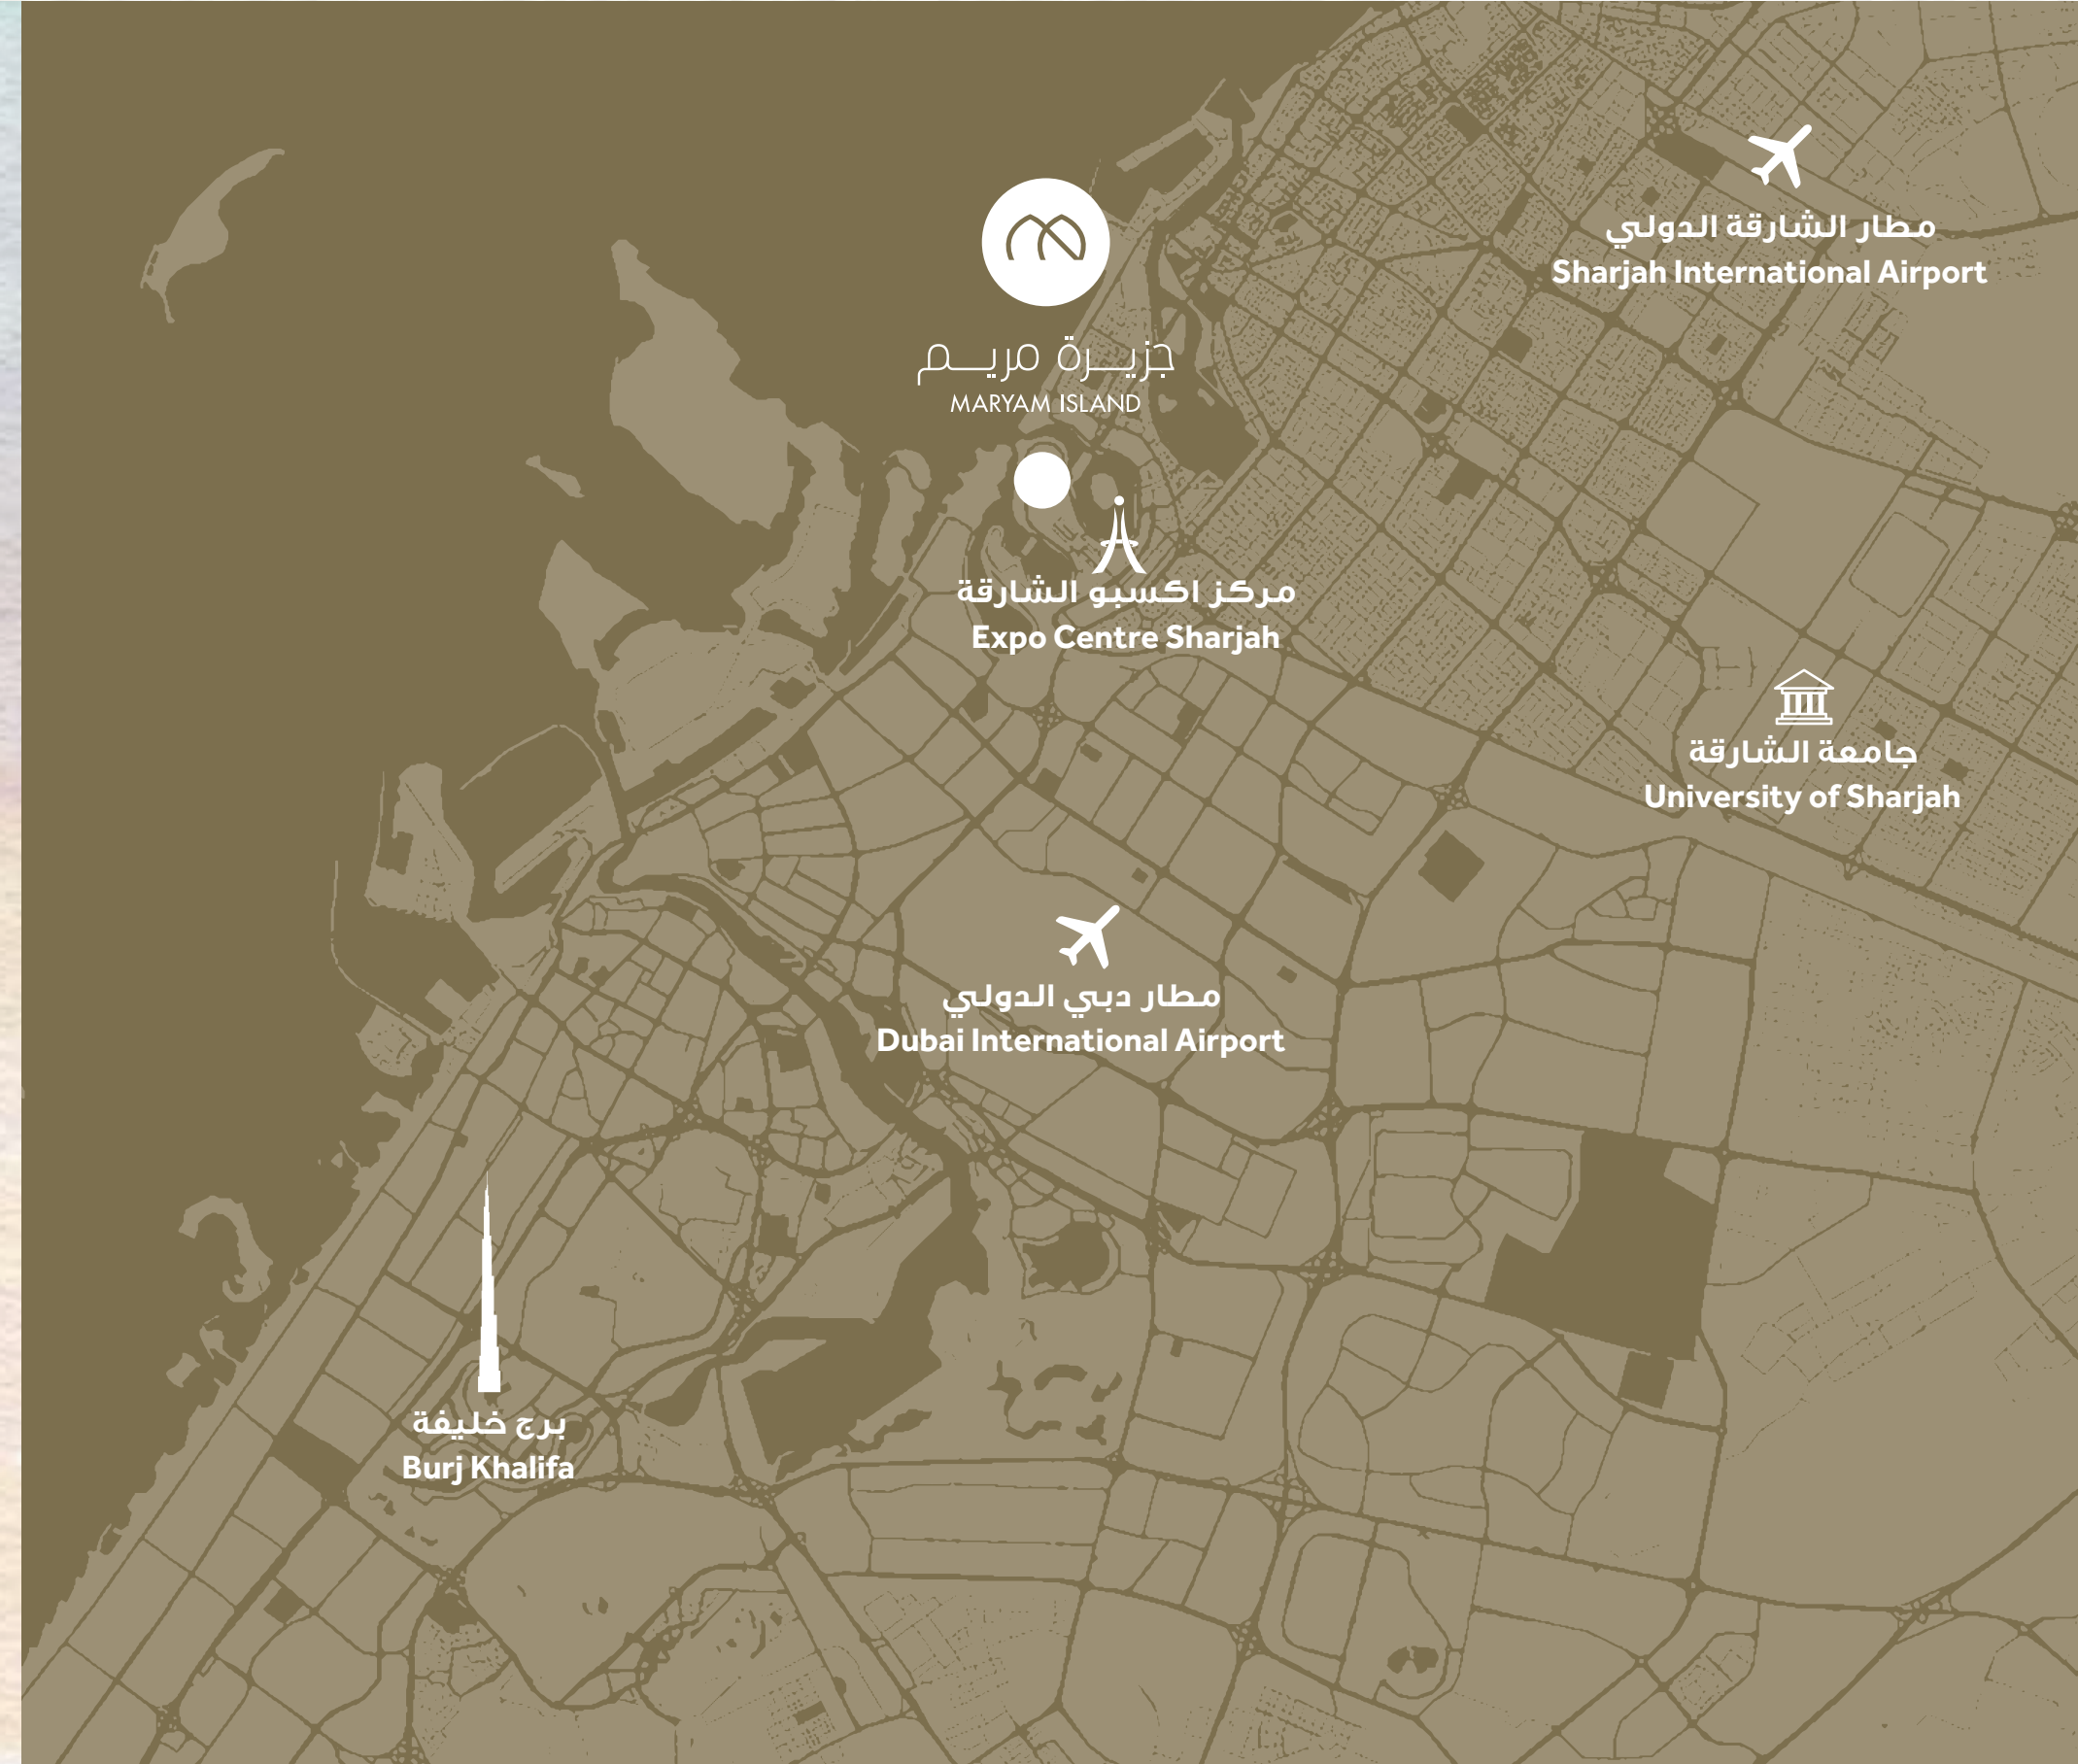 مطار الشارقة الدولي
Sharjah International Airport
جزيرة مريم
MARYAM ISLAND
مركز اكسبو الشارقة
Expo Centre Sharjah
جامعة الشارقة
University of Sharjah
مطار دبي الدولي
Dubai International Airport
برج خليفة
Burj Khalifa